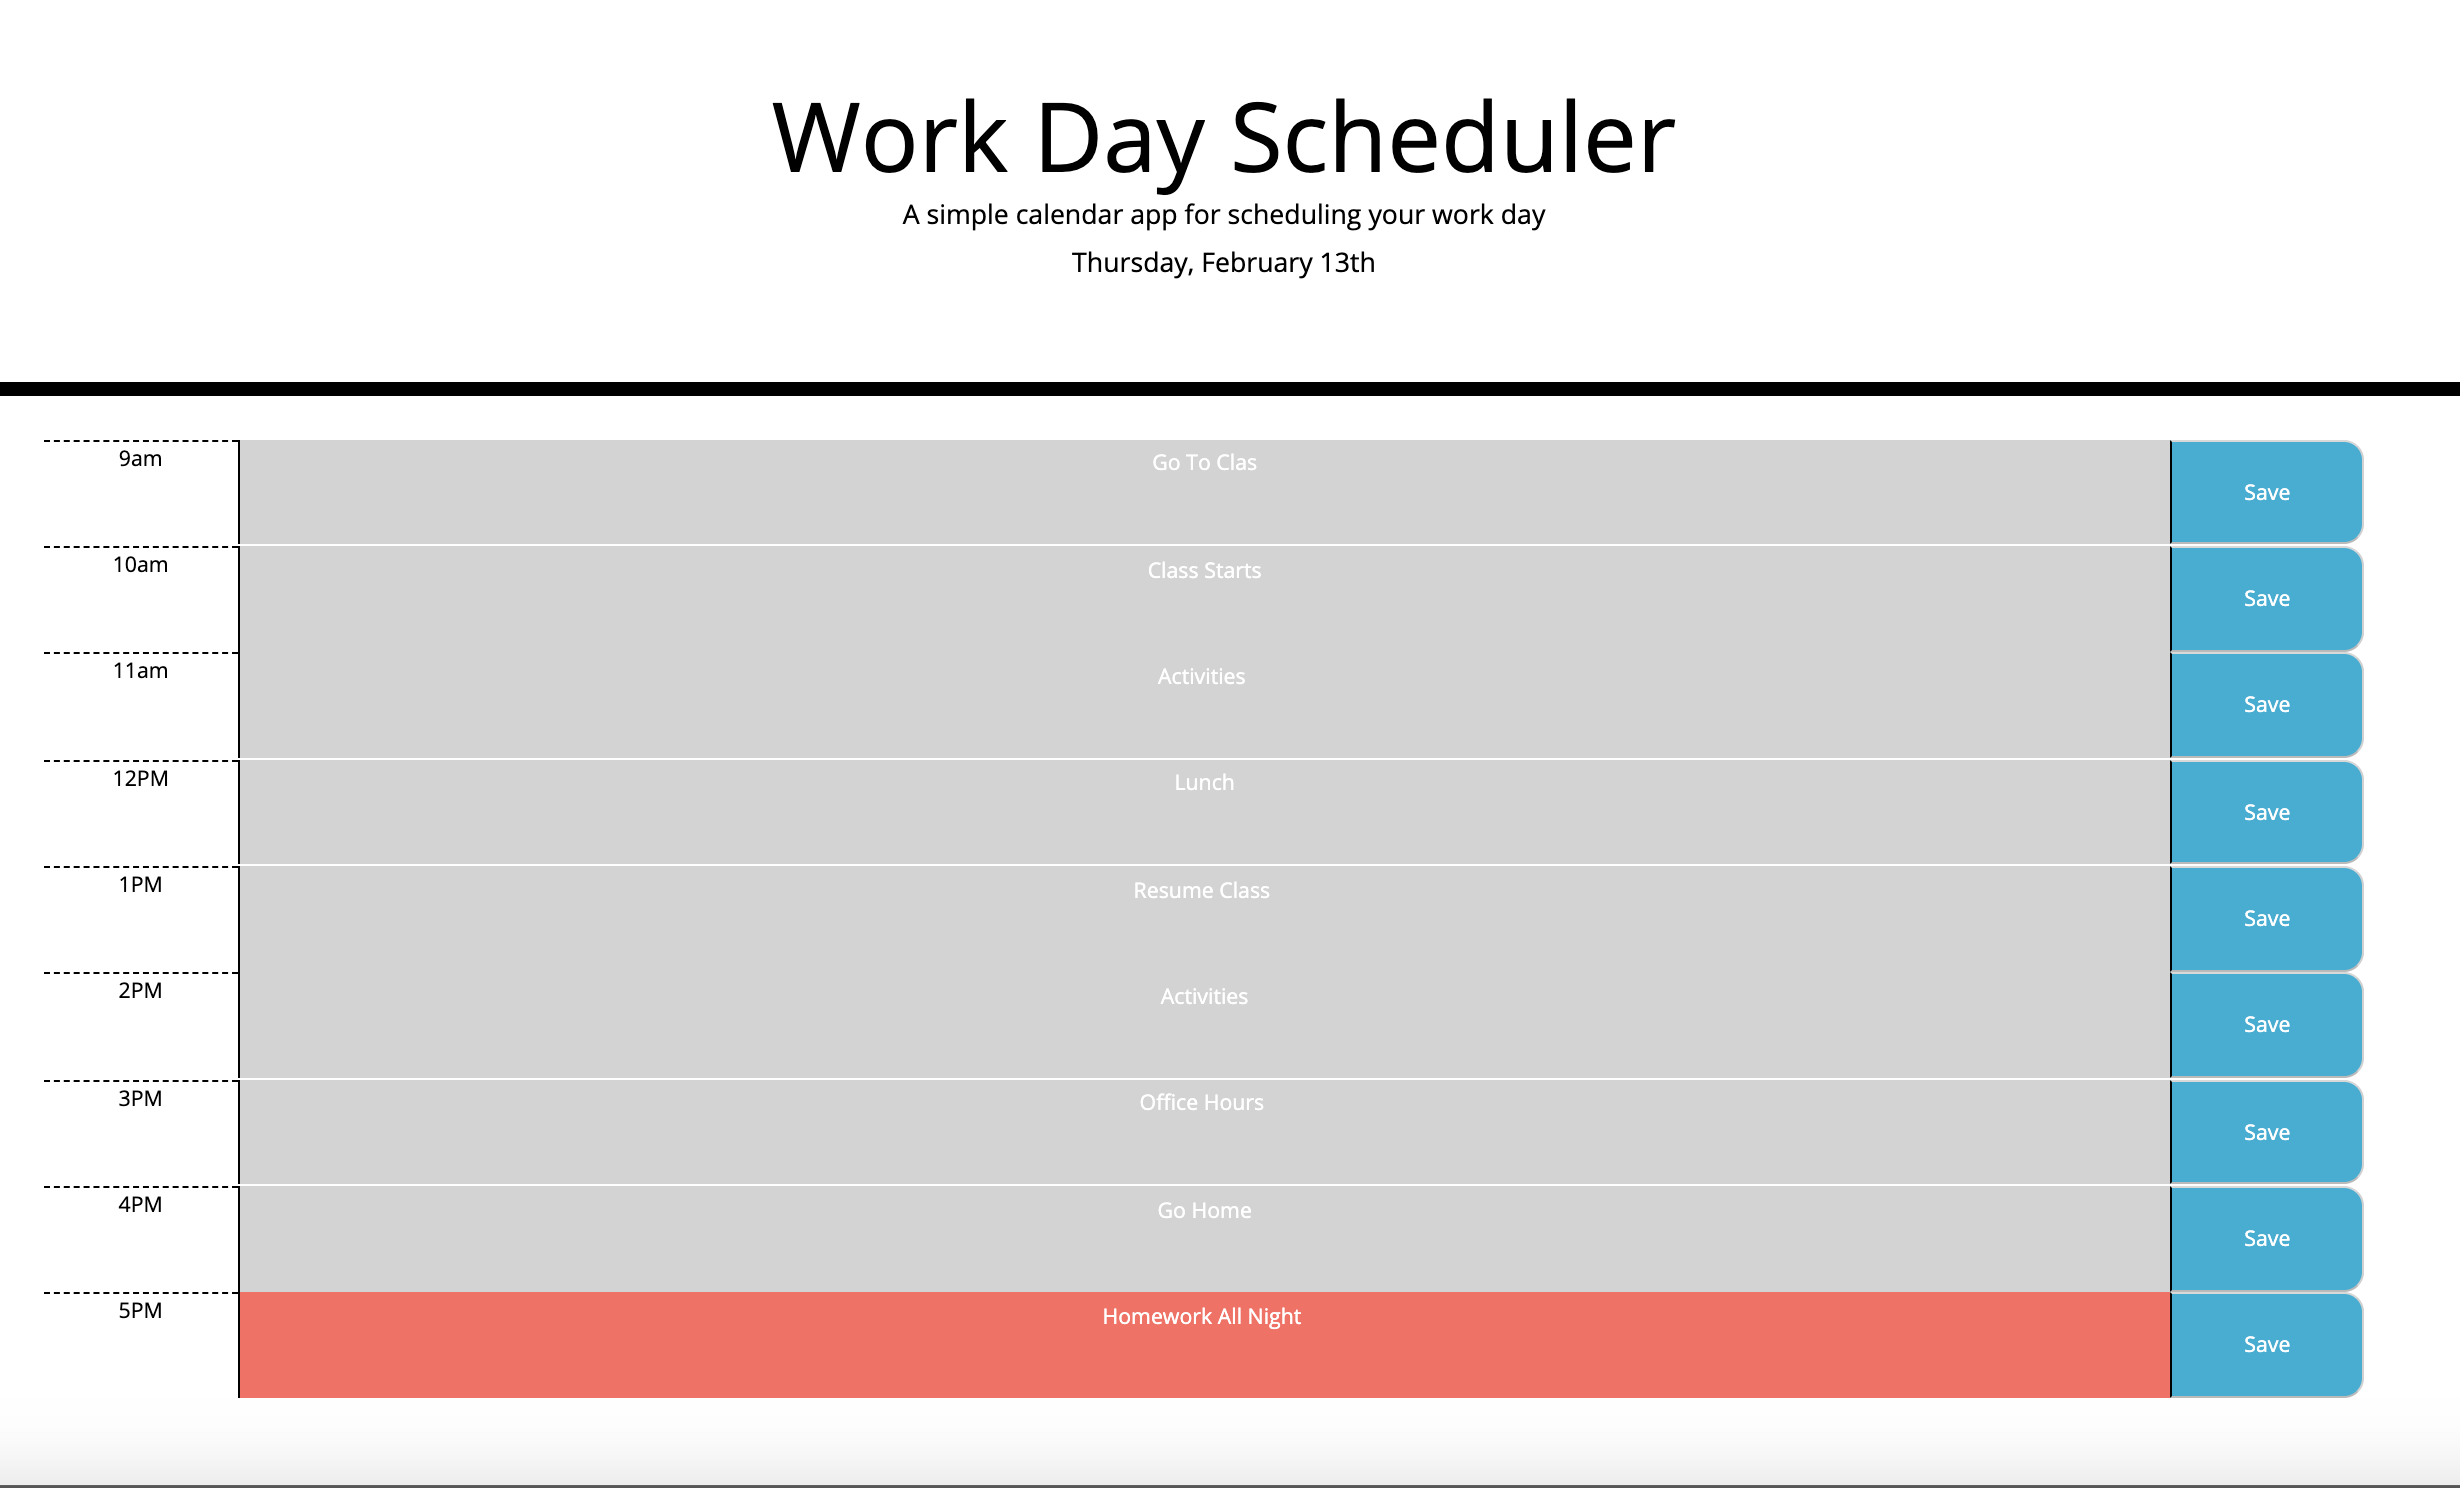 Work Day Scheduler
A simple calendar app for scheduling your work day
Thursday, February 13th
9am Go To Clas Save
10am Class Starts Save
11am Activities Save
12PM Lunch Save
1PM Resume Class Save
2PM Activities Save
3PM Office Hours Save
4PM Go Home Save
5PM Homework All Night Save